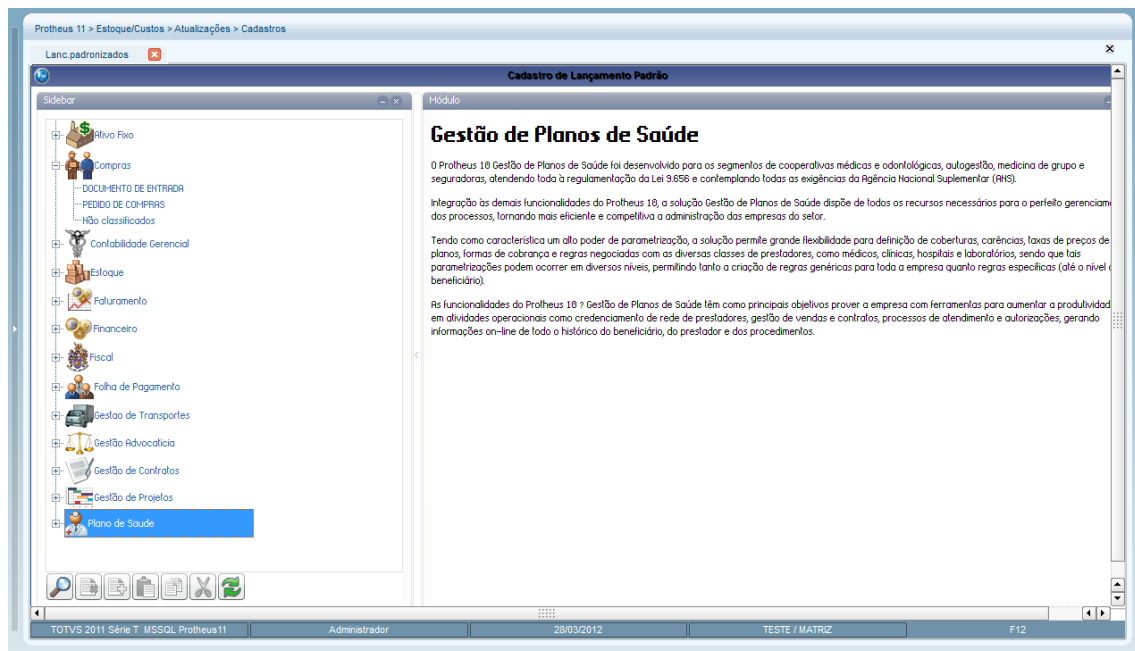 Protheus 11 > Estoque/Custos > Atualizações > Cadastros
Lanc.padronizados
Cadastro de Lançamento Padrão
Sidebar
Ativo Fixo
Compras
DOCUMENTO DE ENTRADA
PEDIDO DE COMPRAS
Não classificados
Contabilidade Gerencial
Estoque
Faturamento
Financeiro
Fiscal
Folha de Pagamento
Gestao de Transportes
Gestão Advocaticia
Gestão de Contratos
Gestão de Projetos
Plano de Saude
Módulo
Gestão de Planos de Saúde
O Protheus 10 Gestão de Planos de Saúde foi desenvolvido para os segmentos de cooperativas médicas e odontológicas, autogestão, medicina de grupo e
seguradoras, atendendo toda à regulamentação da Lei 9.656 e contemplando todas as exigências da Agência Nacional Suplementar (ANS).
Integração às demais funcionalidades do Protheus 10, a solução Gestão de Planos de Saúde dispõe de todos os recursos necessários para o perfeito gerenciam
dos processos, tornando mais eficiente e competitiva a administração das empresas do setor.
Tendo como característica um alto poder de parametrização, a solução permite grande flexibilidade para definição de coberturas, carências, taxas de preços de
planos, formas de cobrança e regras negociadas com as diversas classes de prestadores, como médicos, clínicas, hospitais e laboratórios, sendo que tais
parametrizações podem ocorrer em diversos níveis, permitindo tanto a criação de regras genéricas para toda a empresa quanto regras específicas (até o nível
beneficiário).
As funcionalidades do Protheus 10 ? Gestão de Planos de Saúde têm como principais objetivos prover a empresa com ferramentas para aumentar a produtividad
em atividades operacionais como credenciamento de rede de prestadores, gestão de vendas e contratos, processos de atendimento e autorizações, gerando
informações on-line de todo o histórico do beneficiário, do prestador e dos procedimentos.
TOTVS 2011 Série T MSSQL Protheus11
Administrador
28/03/2012
TESTE / MATRIZ
F12